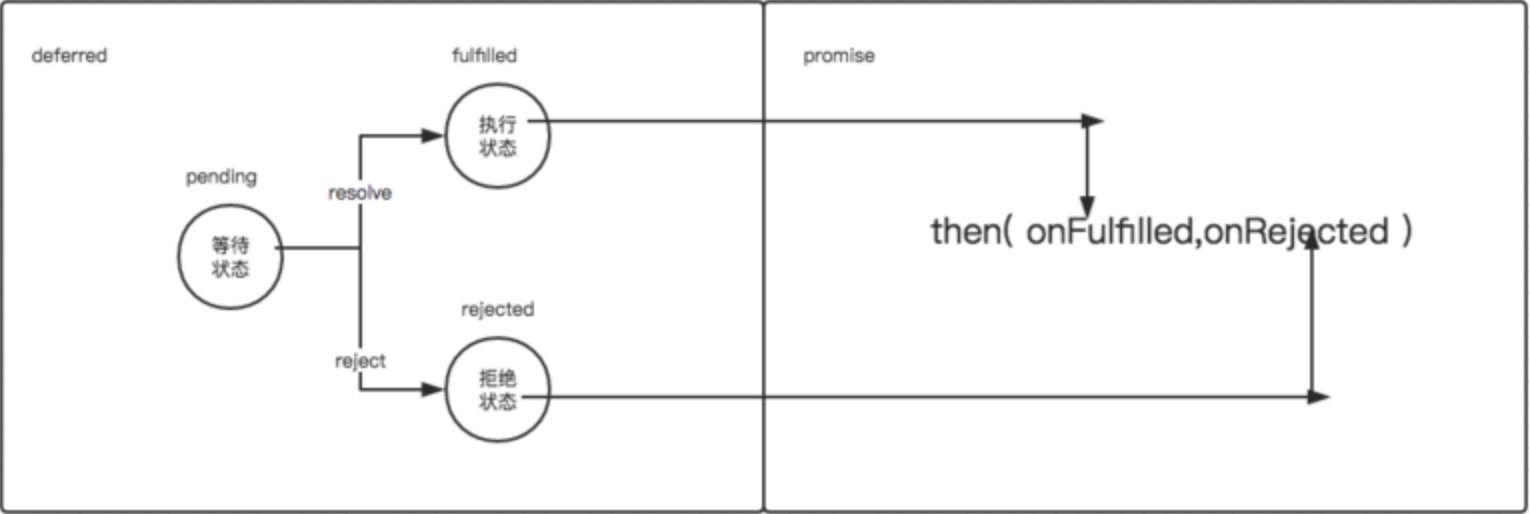 deferred
fulfilled
promise
执行
状态
pending
resolve
等待
状态
then( onFulfilled,onRejected )
rejected
reject
拒绝
状态